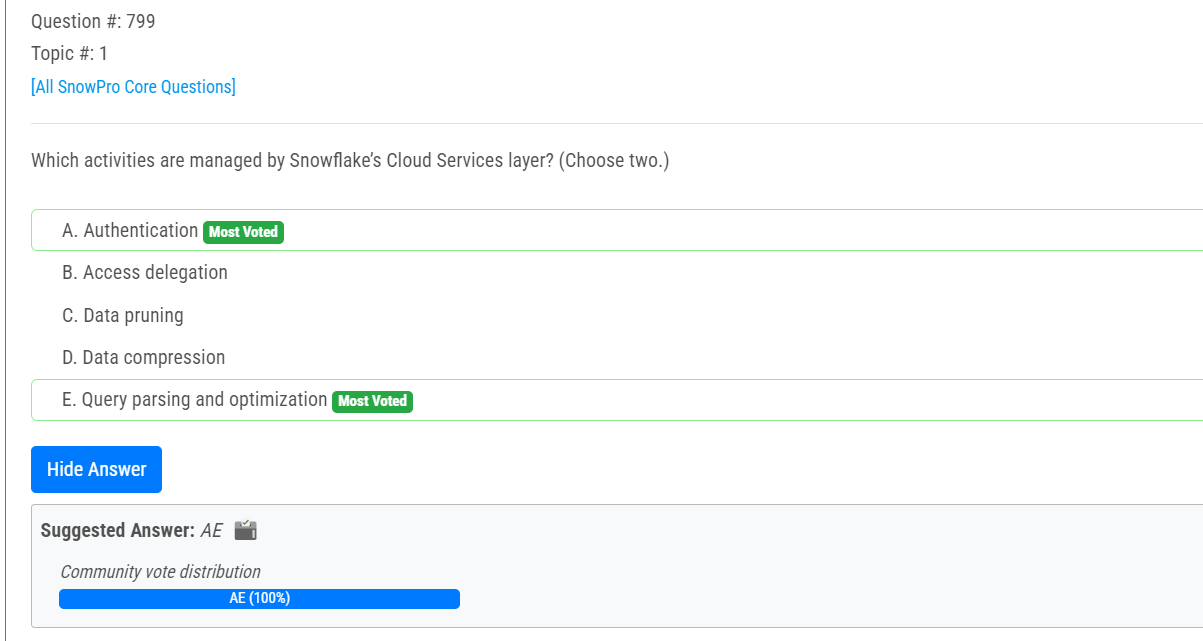 Question #: 799
Topic #: 1
[All SnowPro Core Questions]
Which activities are managed by Snowflake’s Cloud Services layer? (Choose two.)
A. Authentication Most Voted
B. Access delegation
C. Data pruning
D. Data compression
E. Query parsing and optimization Most Voted
Hide Answer
Suggested Answer: AE
Community vote distribution
AE (100%)